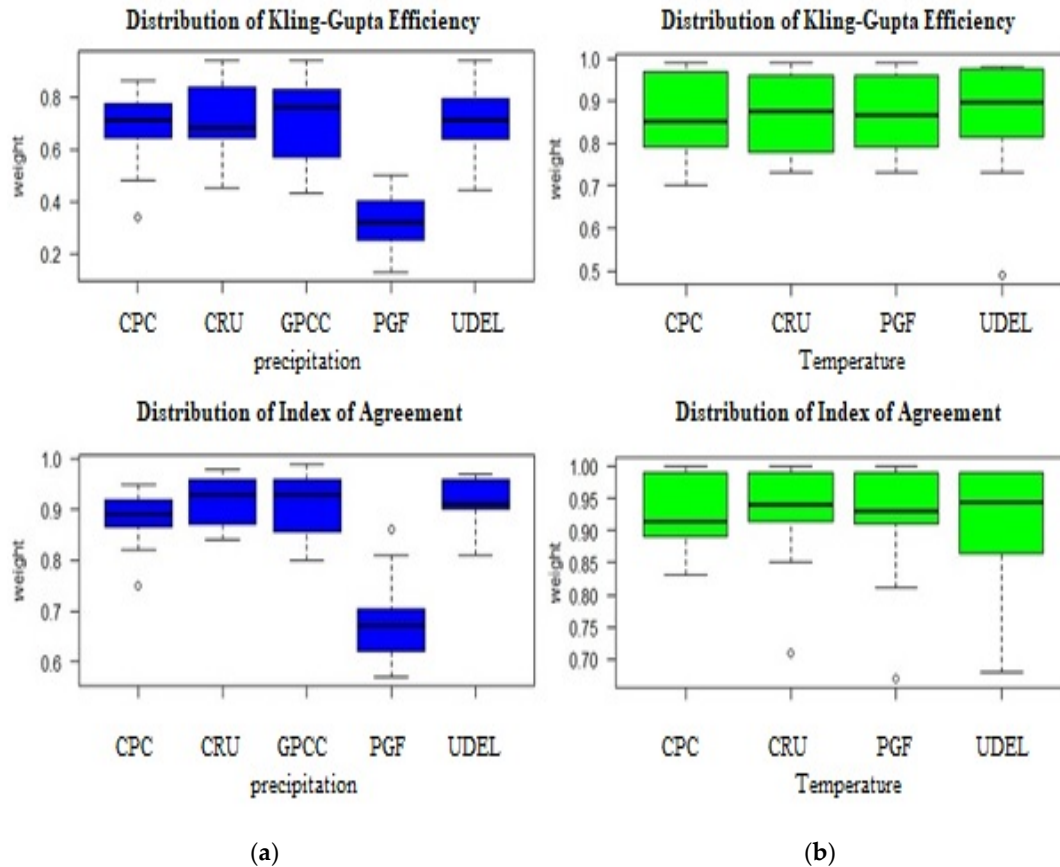 Distribution of Kling-Gupta Efficiency
weight
0.8
0.6
0.4
0.2
CPC CRU GPCC PGF UDEL
precipitation
Distribution of Kling-Gupta Efficiency
weight
1.0
0.9
0.8
0.7
0.6
0.5
CPC CRU PGF UDEL
Temperature
Distribution of Index of Agreement
weight
1.0
0.9
0.8
0.7
0.6
CPC CRU GPCC PGF UDEL
precipitation
Distribution of Index of Agreement
weight
1.00
0.95
0.90
0.85
0.80
0.75
0.70
CPC CRU PGF UDEL
Temperature
(a)
(b)